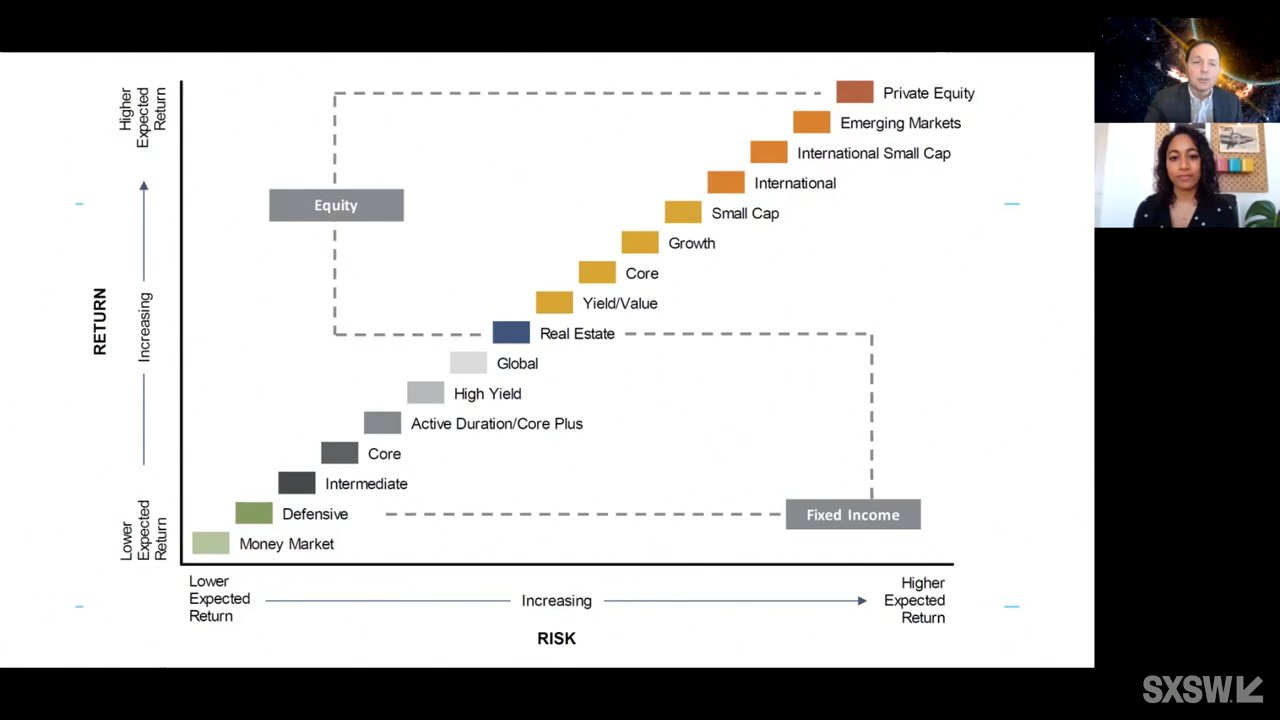 Higher
Expected
Return
Private Equity
Emerging Markets
International Small Cap
International
Equity
Small Cap
Growth
Core
Yield/Value
RETURN
Increasing
Real Estate
Global
High Yield
Active Duration/Core Plus
Core
Intermediate
Lower
Expected
Return
Defensive
Fixed Income
Money Market
Lower
Expected
Return
Increasing
Higher
Expected
Return
RISK
SXSW